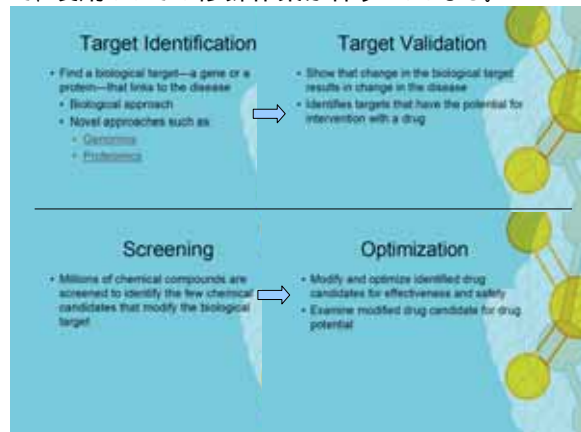 Target Identification
• Find a biological target—a gene or a
protein—that links to the disease
• Biological approach
• Novel approaches such as
• Genomics
• Proteomics
Target Validation
• Show that change in the biological target
results in change in the disease
• Identifies targets that have the potential for
intervention with a drug
Screening
• Millions of chemical compounds are
screened to identify the few chemical
candidates that modify the biological
target
Optimization
• Modify and optimize identified drug
candidates for effectiveness and safety
• Examine modified drug candidate for drug
potential